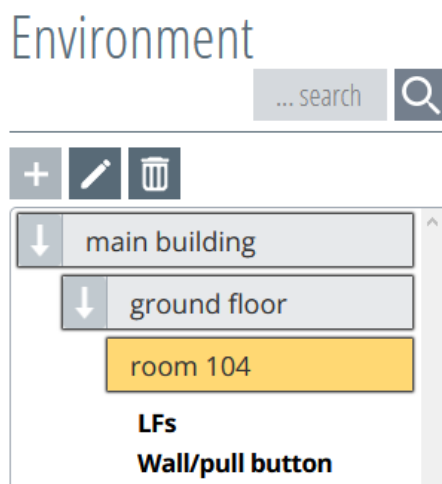 Environment
... search
main building
ground floor
room 104
LFs
Wall/pull button